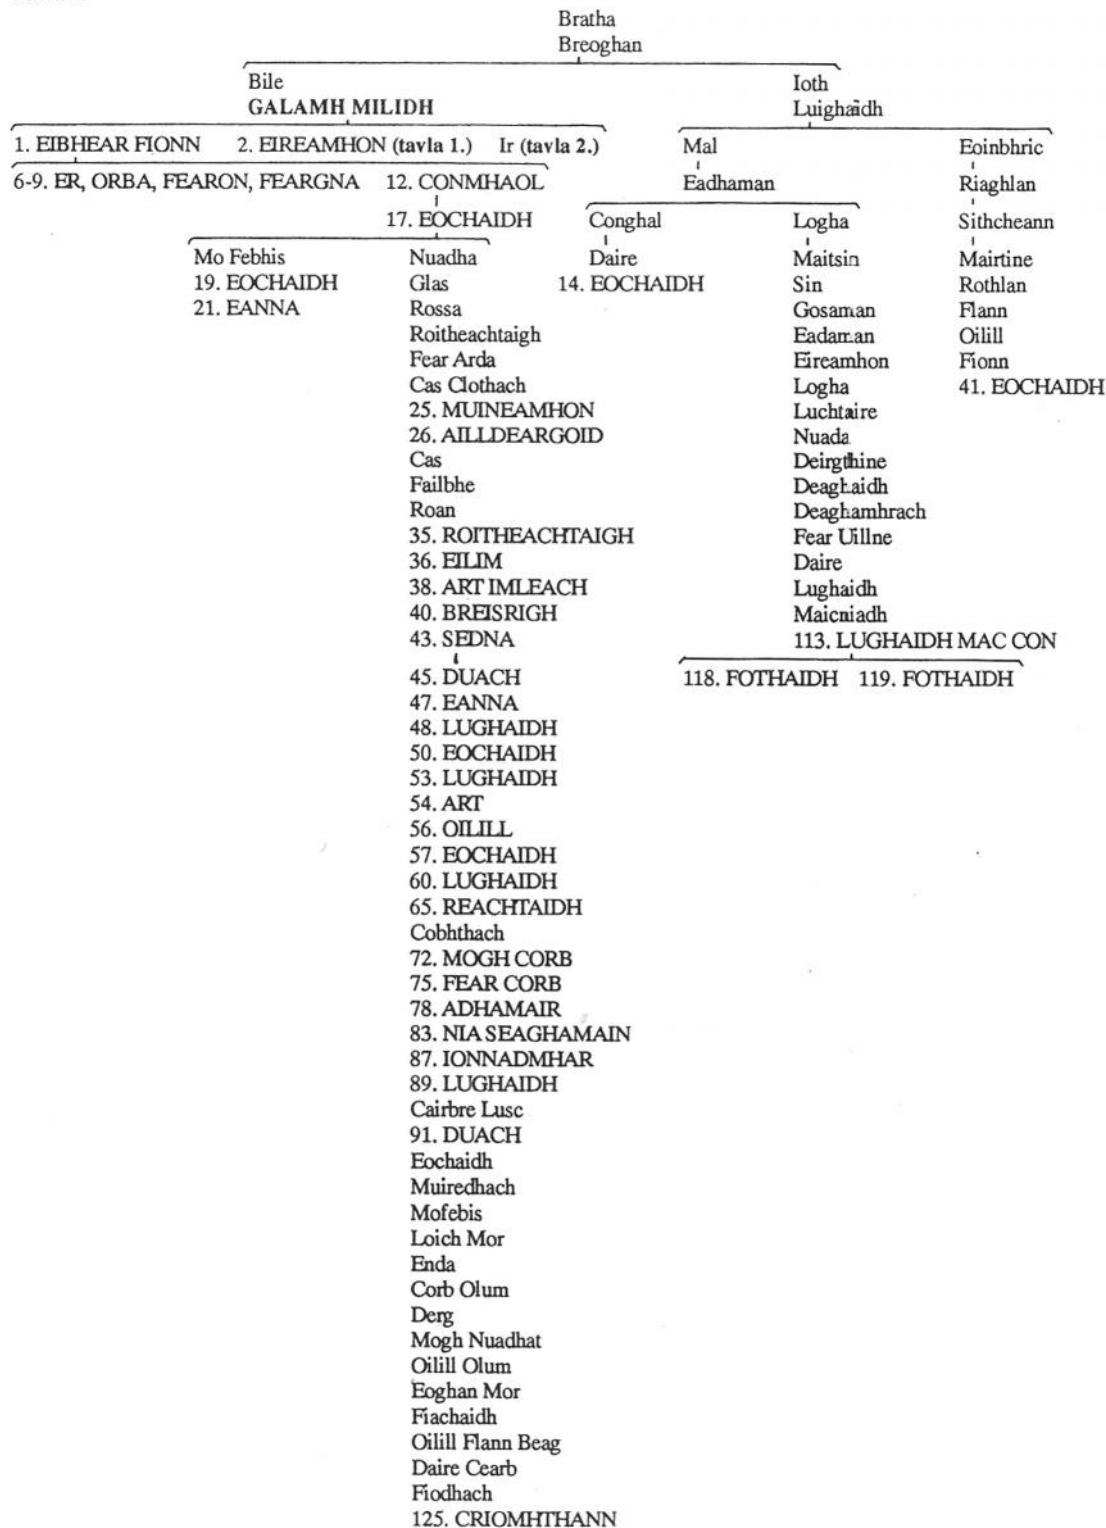 Bratha
Breoghan
Bile Ioth
GALAMH MILIDH Luighaidh
1. EIBHEAR FIONN 2. EIREAMHON (tavla 1.) Ir (tavla 2.) Mal Eoinbhric
6-9. ER, ORBA, FEARON, FEARGNA 12. CONMHAOL Eadhaman Riaghlan
17. EOCHAIDH Conghal Logha Sithcheann
Mo Febhis Nuadha Daire Maitsin Mairtine
19. EOCHAIDH Glas 14. EOCHAIDH Sin Rothlan
21. EANNA Rossa Gosaman Flann
Roitheachtaigh Eadaman Oilill
Fear Arda Eireamhon Fionn
Cas Clothach Logha 41. EOCHAIDH
25. MUINEAMHON Luchtaire
26. AILLDEARGOID Nuada
Cas Deirgthine
Failbhe Deaghaidh
Roan Deaghamhrach
35. ROITHEACHTAIGH Fear Uillne
36. EILIM Daire
38. ART IMLEACH Lughaidh
40. BREISRIGH Maicniadh
43. SEDNA 113. LUGHAIDH MAC CON
45. DUACH 118. FOTHAIDH 119. FOTHAIDH
47. EANNA
48. LUGHAIDH
50. EOCHAIDH
53. LUGHAIDH
54. ART
56. OILILL
57. EOCHAIDH
60. LUGHAIDH
65. REACHTAIDH
Cobhthach
72. MOGH CORB
75. FEAR CORB
78. ADHAMAIR
83. NIA SEAGHAMAIN
87. IONNADMHAR
89. LUGHAIDH
Cairbre Lusc
91. DUACH
Eochaidh
Muiredhach
Mofebis
Loich Mor
Enda
Corb Olum
Derg
Mogh Nuadhat
Oilill Olum
Eoghan Mor
Fiachaidh
Oilill Flann Beag
Daire Cearb
Fiodhach
125. CRIOMHTHANN